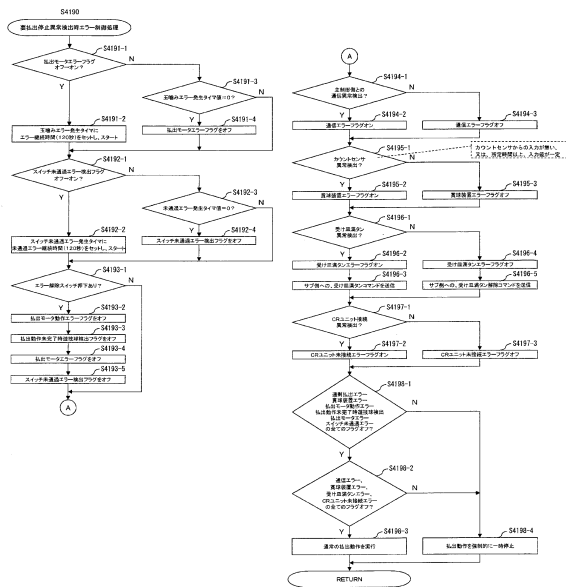 S4190
要払出停止異常検出時エラー制御処理
S4191-1
払出モータエラーフラグ
オフ→オン?
Y
N
S4191-3
玉噛みエラー発生タイマ値=0?
Y
N
S4191-2
玉噛みエラー発生タイマに
エラー継続時間(120秒)をセットし、スタート
S4191-4
払出モータエラーフラグをオフ
S4192-1
スイッチ未通過エラー検出フラグ
オフ→オン?
Y
N
S4192-3
未通過エラー発生タイマ値=0?
Y
N
S4192-2
スイッチ未通過エラー発生タイマに
未通過エラー継続時間(120秒)をセットし、スタート
S4192-4
スイッチ未通過エラー検出フラグをオフ
S4193-1
エラー解除スイッチ押下あり?
Y
N
S4193-2
払出モータ動作エラーフラグをオフ
S4193-3
払出動作未完了時遊技球検出フラグをオフ
S4193-4
払出モータエラーフラグをオフ
S4193-5
スイッチ未通過エラー検出フラグをオフ
A
A
S4194-1
主制御側との
通信異常検出?
Y
N
S4194-2
通信エラーフラグオン
S4194-3
通信エラーフラグをオフ
S4195-1
カウントセンサ
異常検出?
カウントセンサからの入力が無い、
又は、所定期間以上、入力値が一定
Y
N
S4195-2
賞球装置エラーフラグオン
S4195-3
賞球装置エラーフラグオフ
S4196-1
受け皿満タン
異常検出?
Y
N
S4196-2
受け皿満タンエラーフラグオン
S4196-4
受け皿満タンエラーフラグオフ
S4196-3
サブ側への、受け皿満タンコマンドを送信
S4196-5
サブ側への、受け皿満タン解除コマンドを送信
S4197-1
CRユニット接続
異常検出?
Y
N
S4197-2
CRユニット未接続エラーフラグオン
S4197-3
CRユニット未接続エラーフラグオフ
S4198-1
過剰払出エラー
賞球装置エラー
払出モータ動作エラー
払出動作未完了時遊技球検出
払出モータエラー
スイッチ未通過エラー
の全てのフラグオフ?
Y
N
S4198-2
通信エラー、
賞球装置エラー、
受け皿満タンエラー、
CRユニット未接続エラー
の全てのフラグオフ?
Y
N
S4198-3
通常の払出動作を実行
S4198-4
払出動作を強制的に一時停止
RETURN